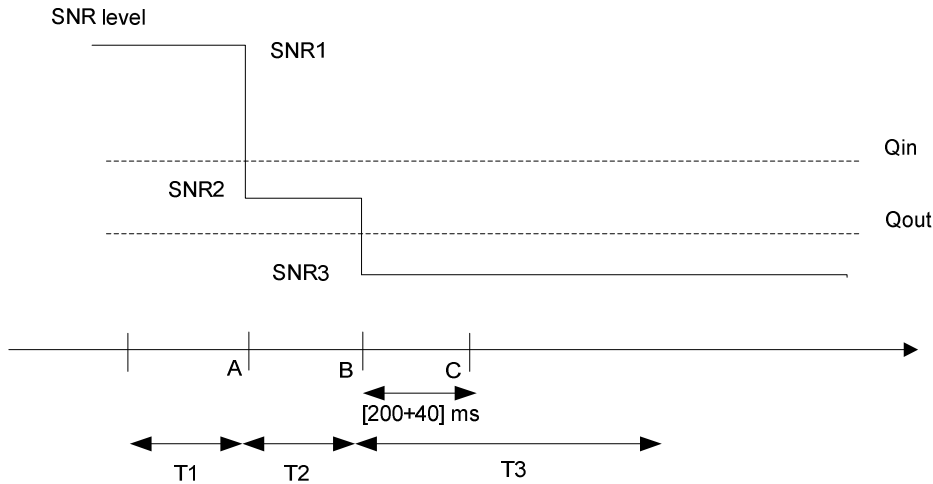 SNR level
SNR1
Qin
SNR2
Qout
SNR3
A
B
C
[200+40] ms
T1
T2
T3